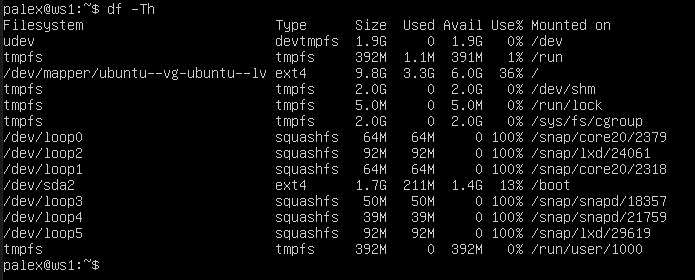 palex@ws1:~$ df -Th
Filesystem                        Type      Size  Used Avail Use% Mounted on
udev                              devtmpfs  1.9G     0  1.9G   0% /dev
tmpfs                             tmpfs     392M  1.1M  391M   1% /run
/dev/mapper/ubuntu--vg-ubuntu--lv ext4      9.8G  3.3G  6.0G  36% /
tmpfs                             tmpfs     2.0G     0  2.0G   0% /dev/shm
tmpfs                             tmpfs     5.0M     0  5.0M   0% /run/lock
tmpfs                             tmpfs     2.0G     0  2.0G   0% /sys/fs/cgroup
/dev/loop0                        squashfs   64M   64M     0 100% /snap/core20/2379
/dev/loop2                        squashfs   92M   92M     0 100% /snap/lxd/24061
/dev/loop1                        squashfs   64M   64M     0 100% /snap/core20/2318
/dev/sda2                         ext4      1.7G  211M  1.4G  13% /boot
/dev/loop3                        squashfs   50M   50M     0 100% /snap/snapd/18357
/dev/loop4                        squashfs   39M   39M     0 100% /snap/snapd/21759
/dev/loop5                        squashfs   92M   92M     0 100% /snap/lxd/29619
tmpfs                             tmpfs     392M     0  392M   0% /run/user/1000
palex@ws1:~$